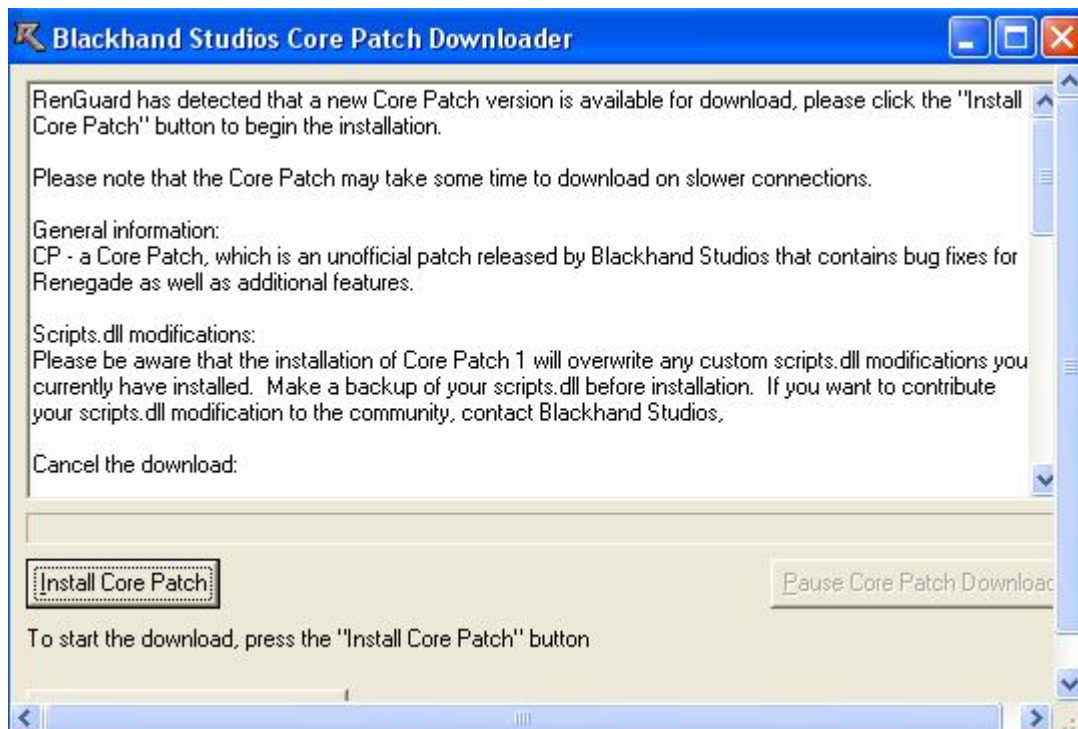 Blackhand Studios Core Patch Downloader
RenGuard has detected that a new Core Patch version is available for download, please click the "Install
Core Patch" button to begin the installation.
Please note that the Core Patch may take some time to download on slower connections.
General information:
CP - a Core Patch, which is an unofficial patch released by Blackhand Studios that contains bug fixes for
Renegade as well as additional features.
Scripts.dll modifications:
Please be aware that the installation of Core Patch 1 will overwrite any custom scripts.dll modifications you
currently have installed.  Make a backup of your scripts.dll before installation.  If you want to contribute
your scripts.dll modification to the community, contact Blackhand Studios,
Cancel the download:
Install Core Patch
Pause Core Patch Download
To start the download, press the "Install Core Patch" button